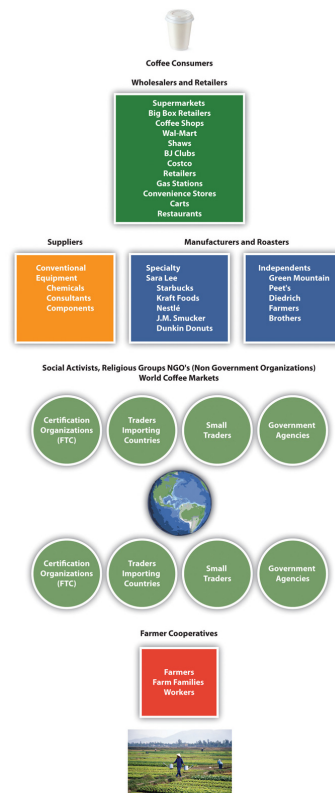 Coffee Consumers
Wholesalers and Retailers
Supermarkets
Big Box Retailers
Coffee Shops
Wal-Mart
Shaws
BJ Clubs
Costco
Retailers
Gas Stations
Convenience Stores
Carts
Restaurants
Suppliers
Conventional
Equipment
Chemicals
Consultants
Components
Manufacturers and Roasters
Specialty
Sara Lee
Starbucks
Kraft Foods
Nestlé
J.M. Smucker
Dunkin Donuts
Independents
Green Mountain
Peet's
Diedrich
Farmers
Brothers
Social Activists, Religious Groups NGO's (Non Government Organizations)
World Coffee Markets
Certification
Organizations
(FTC)
Traders
Importing
Countries
Small
Traders
Government
Agencies
Certification
Organizations
(FTC)
Traders
Importing
Countries
Small
Traders
Government
Agencies
Farmer Cooperatives
Farmers
Farm Families
Workers